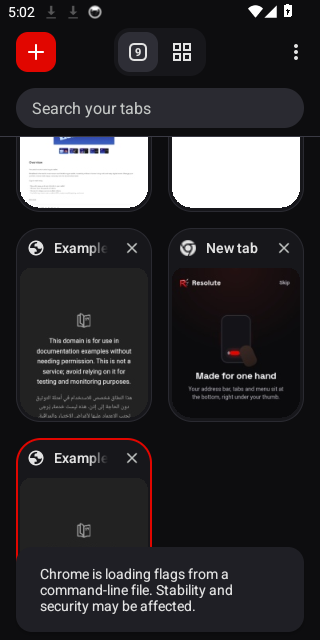 5:02
9
Search your tabs
Example
New tab
Resolute
Skip
This domain is for use in
documentation examples without
needing permission. This is not a
service; avoid relying on it for
testing and monitoring purposes.
Made for one hand
Your address bar, tabs and menu sit at
the bottom, right under your thumb.
Example
Chrome is loading flags from a
command-line file. Stability and
security may be affected.